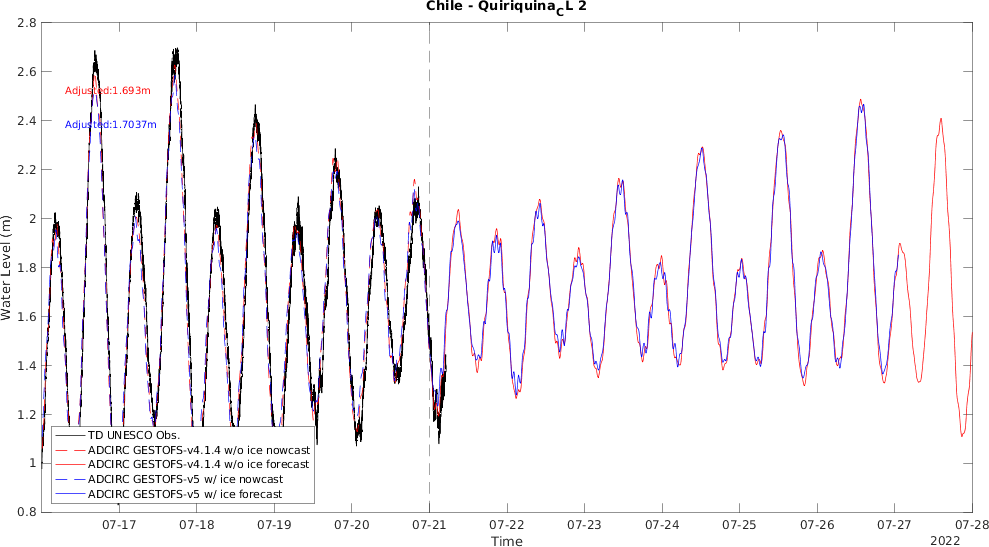 Chile - Quiriquina_CL 2
2.8
2.6
2.4
2.2
2
1.8
1.6
1.4
1.2
1
0.8
Water Level (m)
Adjusted:1.693m
Adjusted:1.7037m
TD UNESCO Obs.
ADCIRC GESTOFS-v4.1.4 w/o ice nowcast
ADCIRC GESTOFS-v4.1.4 w/o ice forecast
ADCIRC GESTOFS-v5 w/ ice nowcast
ADCIRC GESTOFS-v5 w/ ice forecast
07-17 07-18 07-19 07-20 07-21 07-22 07-23 07-24 07-25 07-26 07-27 07-28
Time
2022